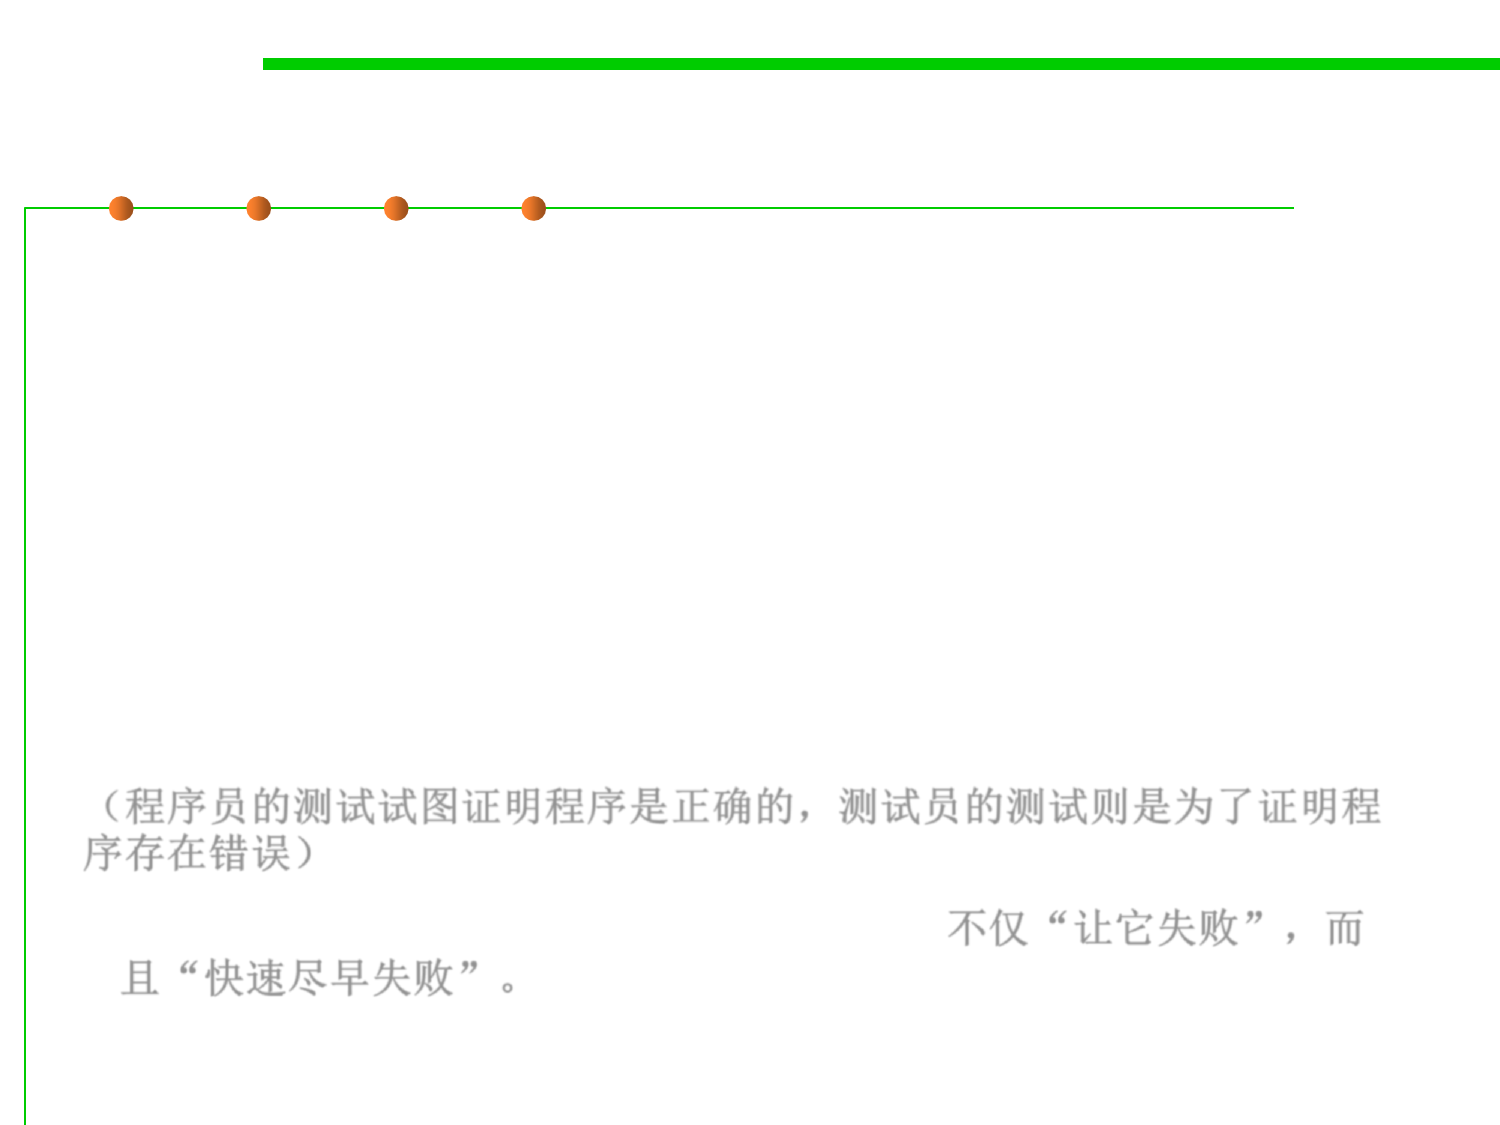 （程序员的测试试图证明程序是正确的，测试员的测试则是为了证明程
序存在错误）
不仅“让它失败”，而
且“快速尽早失败”。